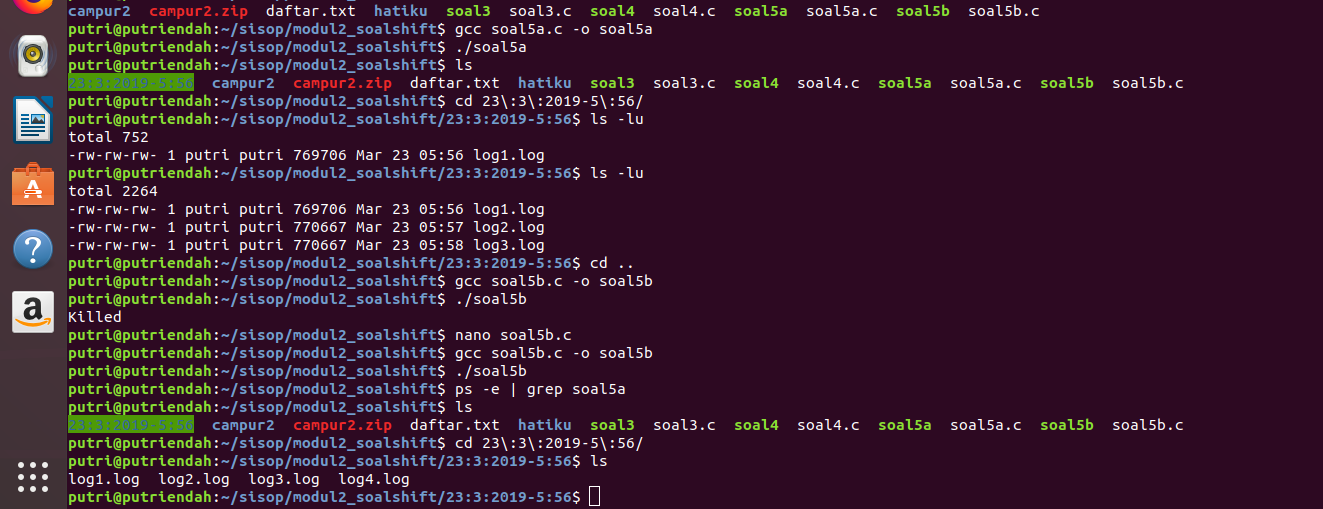 campur2  campur2.zip  daftar.txt  hatiku  soal3  soal3.c  soal4  soal4.c  soal5a  soal5a.c  soal5b  soal5b.c
putri@putriendah:~/sisop/modul2_soalshift$ gcc soal5a.c -o soal5a
putri@putriendah:~/sisop/modul2_soalshift$ ./soal5a
putri@putriendah:~/sisop/modul2_soalshift$ ls
23:3:2019-5:56  campur2  campur2.zip  daftar.txt  hatiku  soal3  soal3.c  soal4  soal4.c  soal5a  soal5a.c  soal5b  soal5b.c
putri@putriendah:~/sisop/modul2_soalshift$ cd 23\:3\:2019-5\:56/
putri@putriendah:~/sisop/modul2_soalshift/23:3:2019-5:56$ ls -lu
total 752
-rw-rw-rw- 1 putri putri 769706 Mar 23 05:56 log1.log
putri@putriendah:~/sisop/modul2_soalshift/23:3:2019-5:56$ ls -lu
total 2264
-rw-rw-rw- 1 putri putri 769706 Mar 23 05:56 log1.log
-rw-rw-rw- 1 putri putri 770667 Mar 23 05:57 log2.log
-rw-rw-rw- 1 putri putri 770667 Mar 23 05:58 log3.log
putri@putriendah:~/sisop/modul2_soalshift/23:3:2019-5:56$ cd ..
putri@putriendah:~/sisop/modul2_soalshift$ gcc soal5b.c -o soal5b
putri@putriendah:~/sisop/modul2_soalshift$ ./soal5b
Killed
putri@putriendah:~/sisop/modul2_soalshift$ nano soal5b.c
putri@putriendah:~/sisop/modul2_soalshift$ gcc soal5b.c -o soal5b
putri@putriendah:~/sisop/modul2_soalshift$ ./soal5b
putri@putriendah:~/sisop/modul2_soalshift$ ps -e | grep soal5a
putri@putriendah:~/sisop/modul2_soalshift$ ls
23:3:2019-5:56  campur2  campur2.zip  daftar.txt  hatiku  soal3  soal3.c  soal4  soal4.c  soal5a  soal5a.c  soal5b  soal5b.c
putri@putriendah:~/sisop/modul2_soalshift$ cd 23\:3\:2019-5\:56/
putri@putriendah:~/sisop/modul2_soalshift/23:3:2019-5:56$ ls
log1.log  log2.log  log3.log  log4.log
putri@putriendah:~/sisop/modul2_soalshift/23:3:2019-5:56$